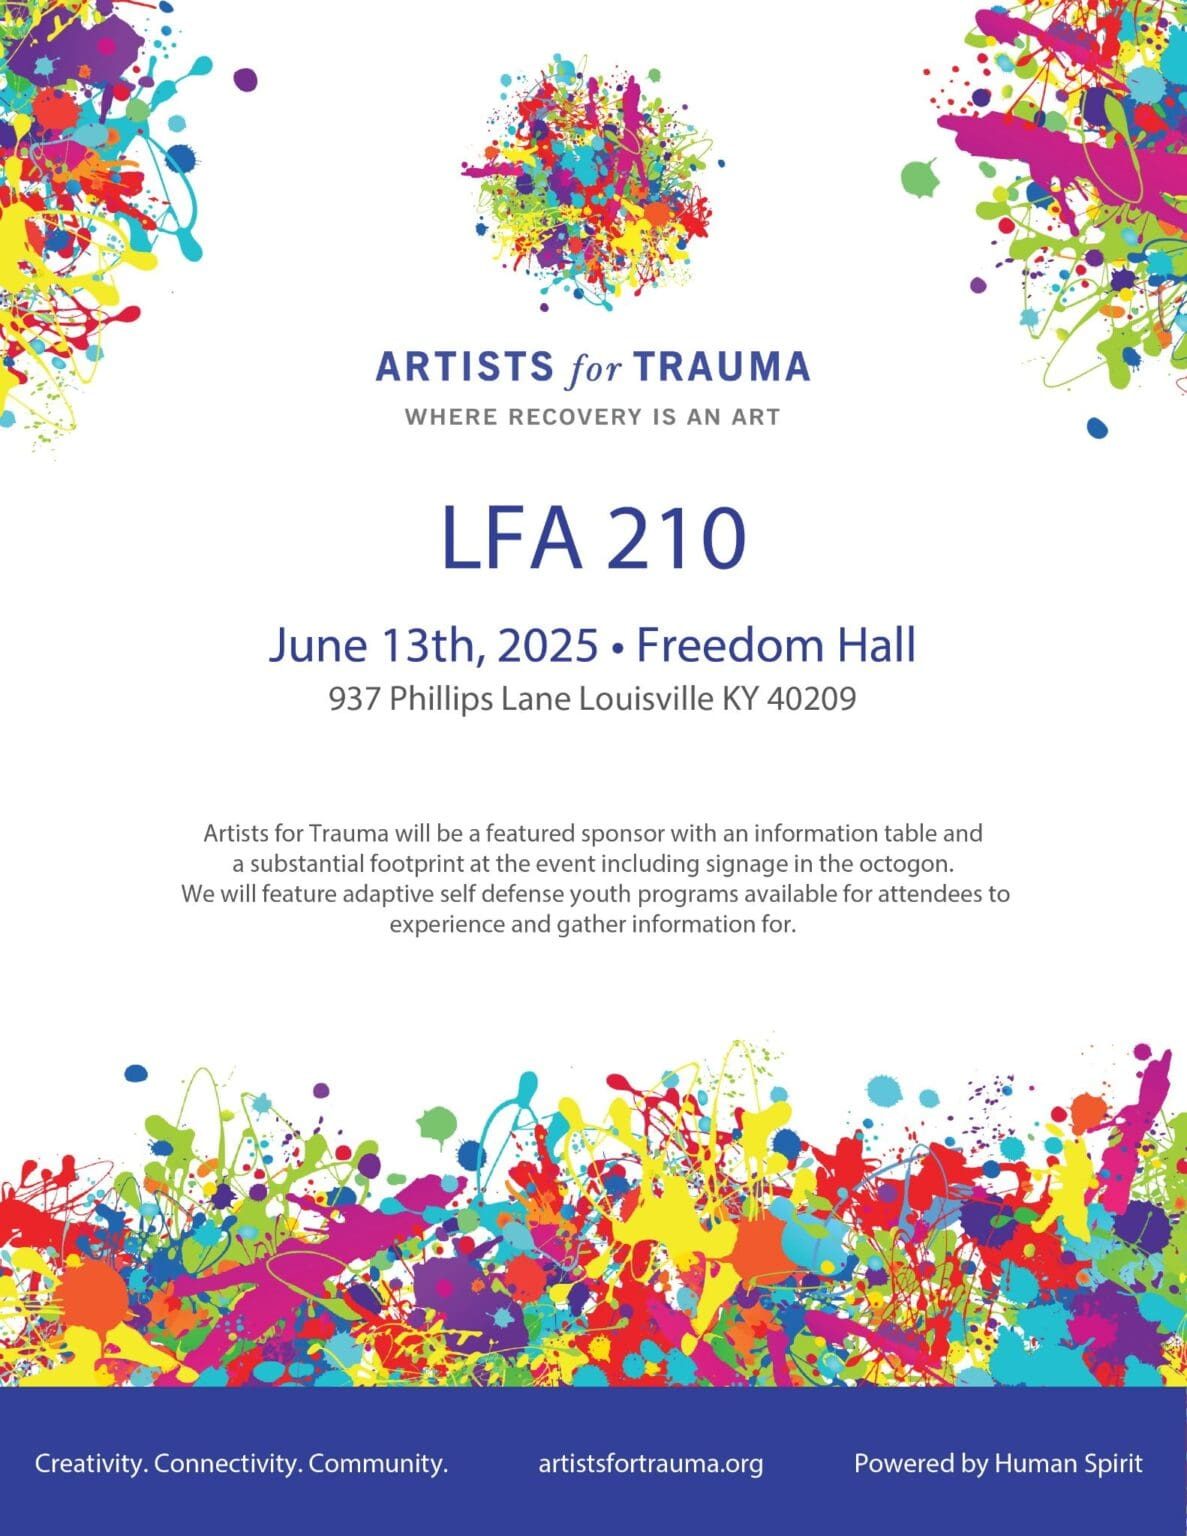 ARTISTS for TRAUMA
WHERE RECOVERY IS AN ART
LFA 210
June 13th, 2025 • Freedom Hall
937 Phillips Lane Louisville KY 40209
Artists for Trauma will be a featured sponsor with an information table and
a substantial footprint at the event including signage in the octogon.
We will feature adaptive self defense youth programs available for attendees to
experience and gather information for.
Creativity. Connectivity. Community.
artistsfortrauma.org
Powered by Human Spirit